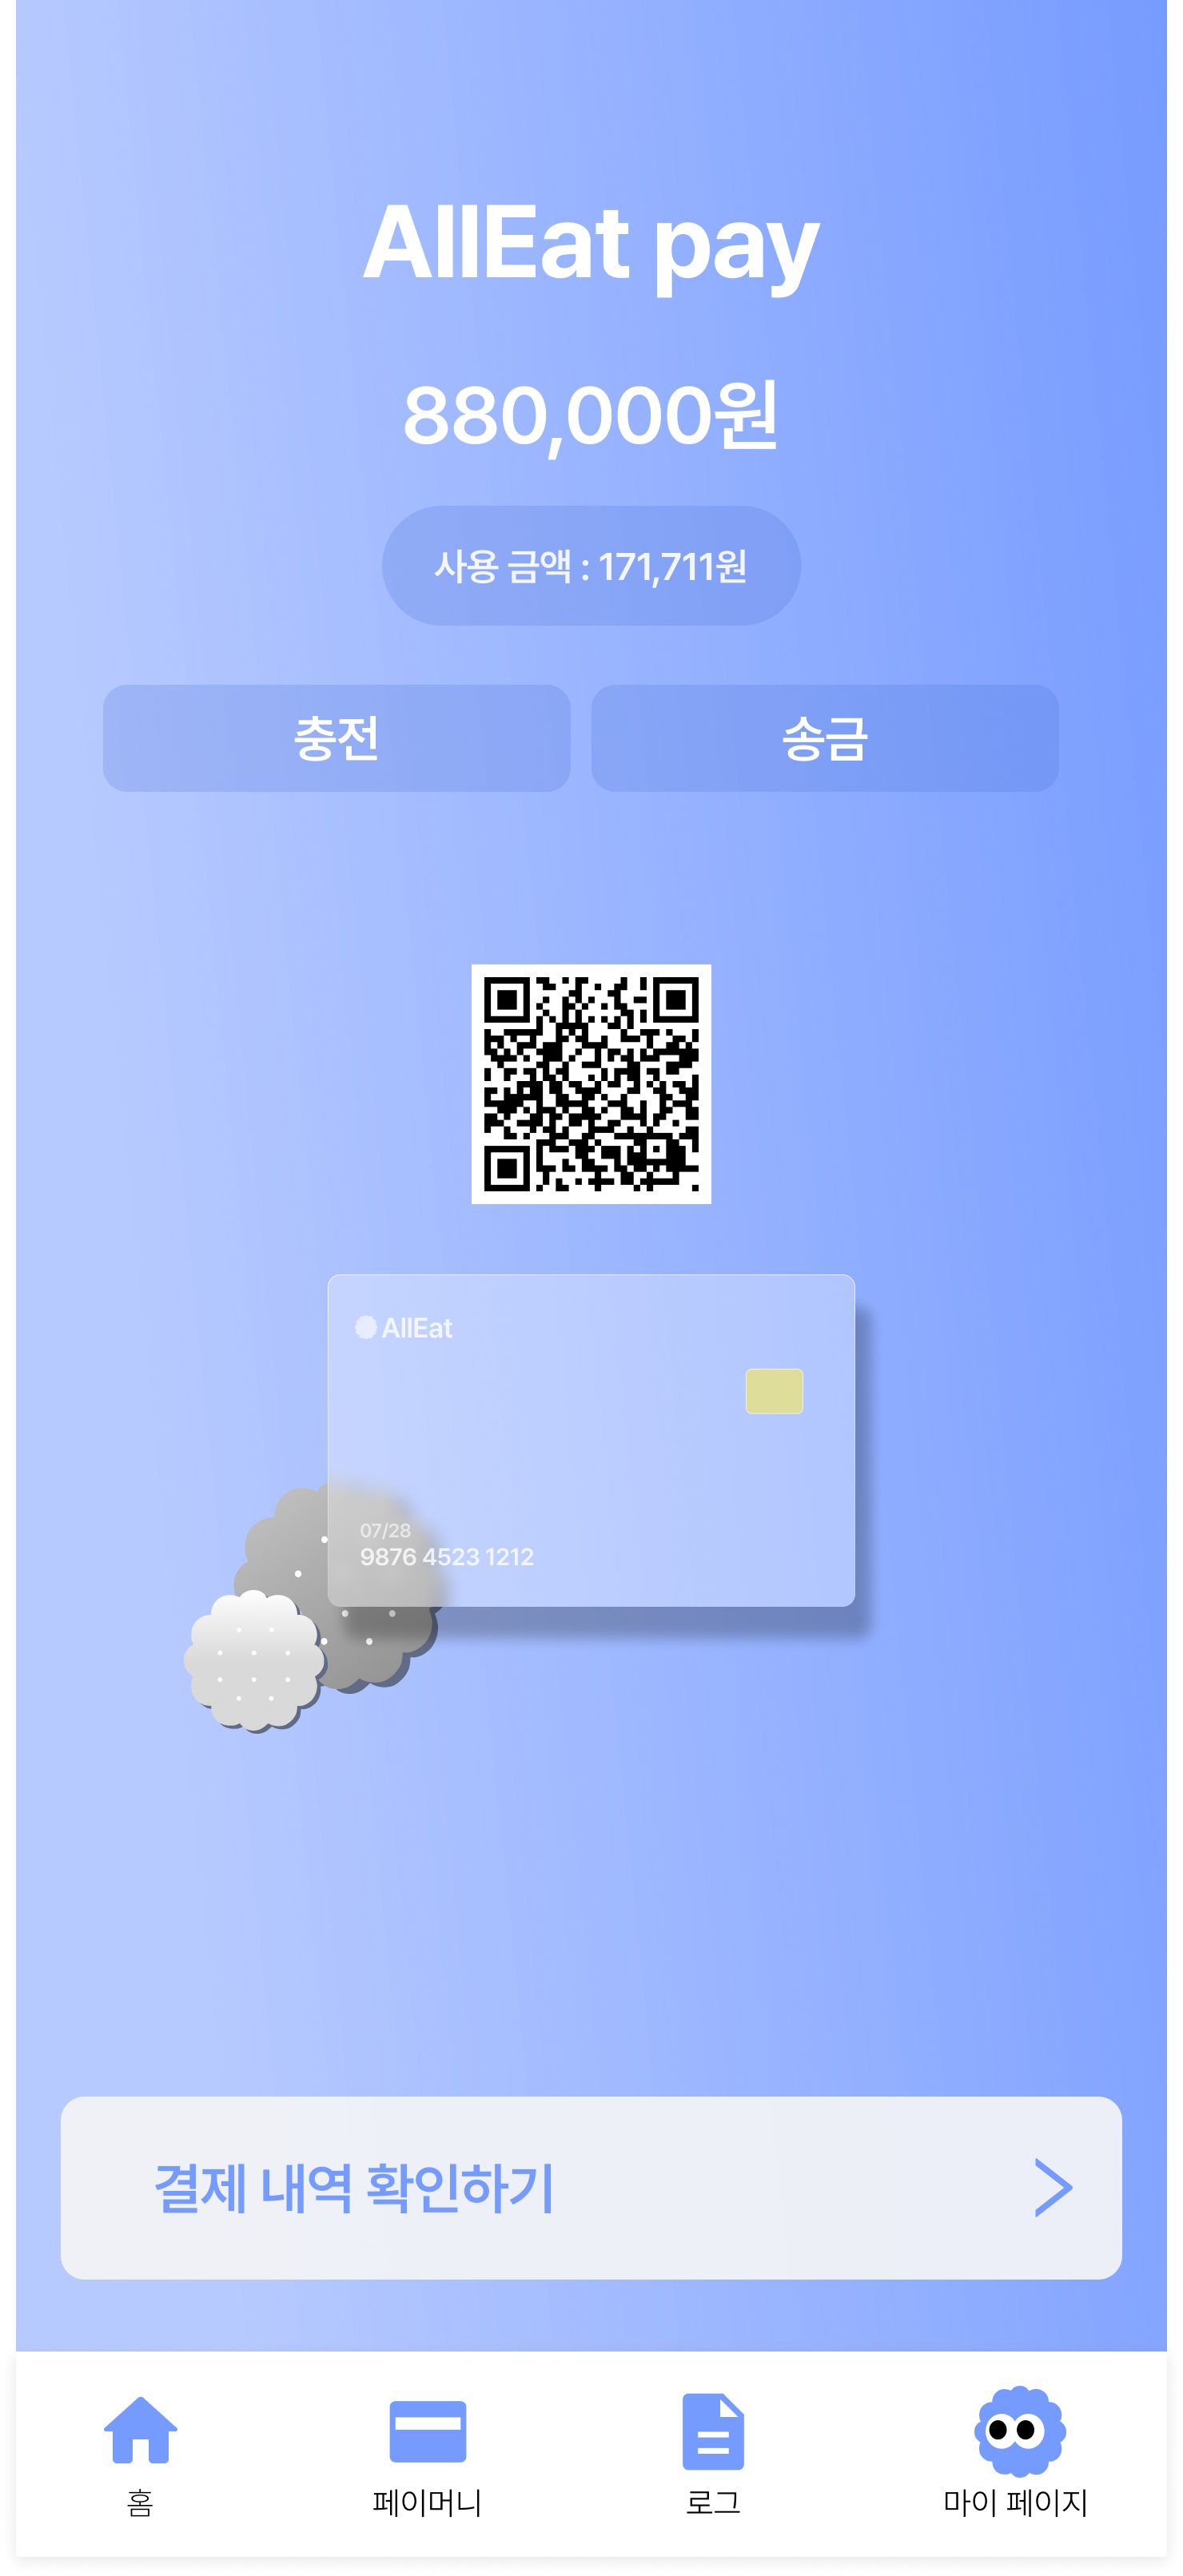 AllEat pay
880,000원
사용 금액 : 171,711원
충전
송금
AllEat
07/28
9876 4523 1212
결제 내역 확인하기
홈
페이머니
로그
마이 페이지